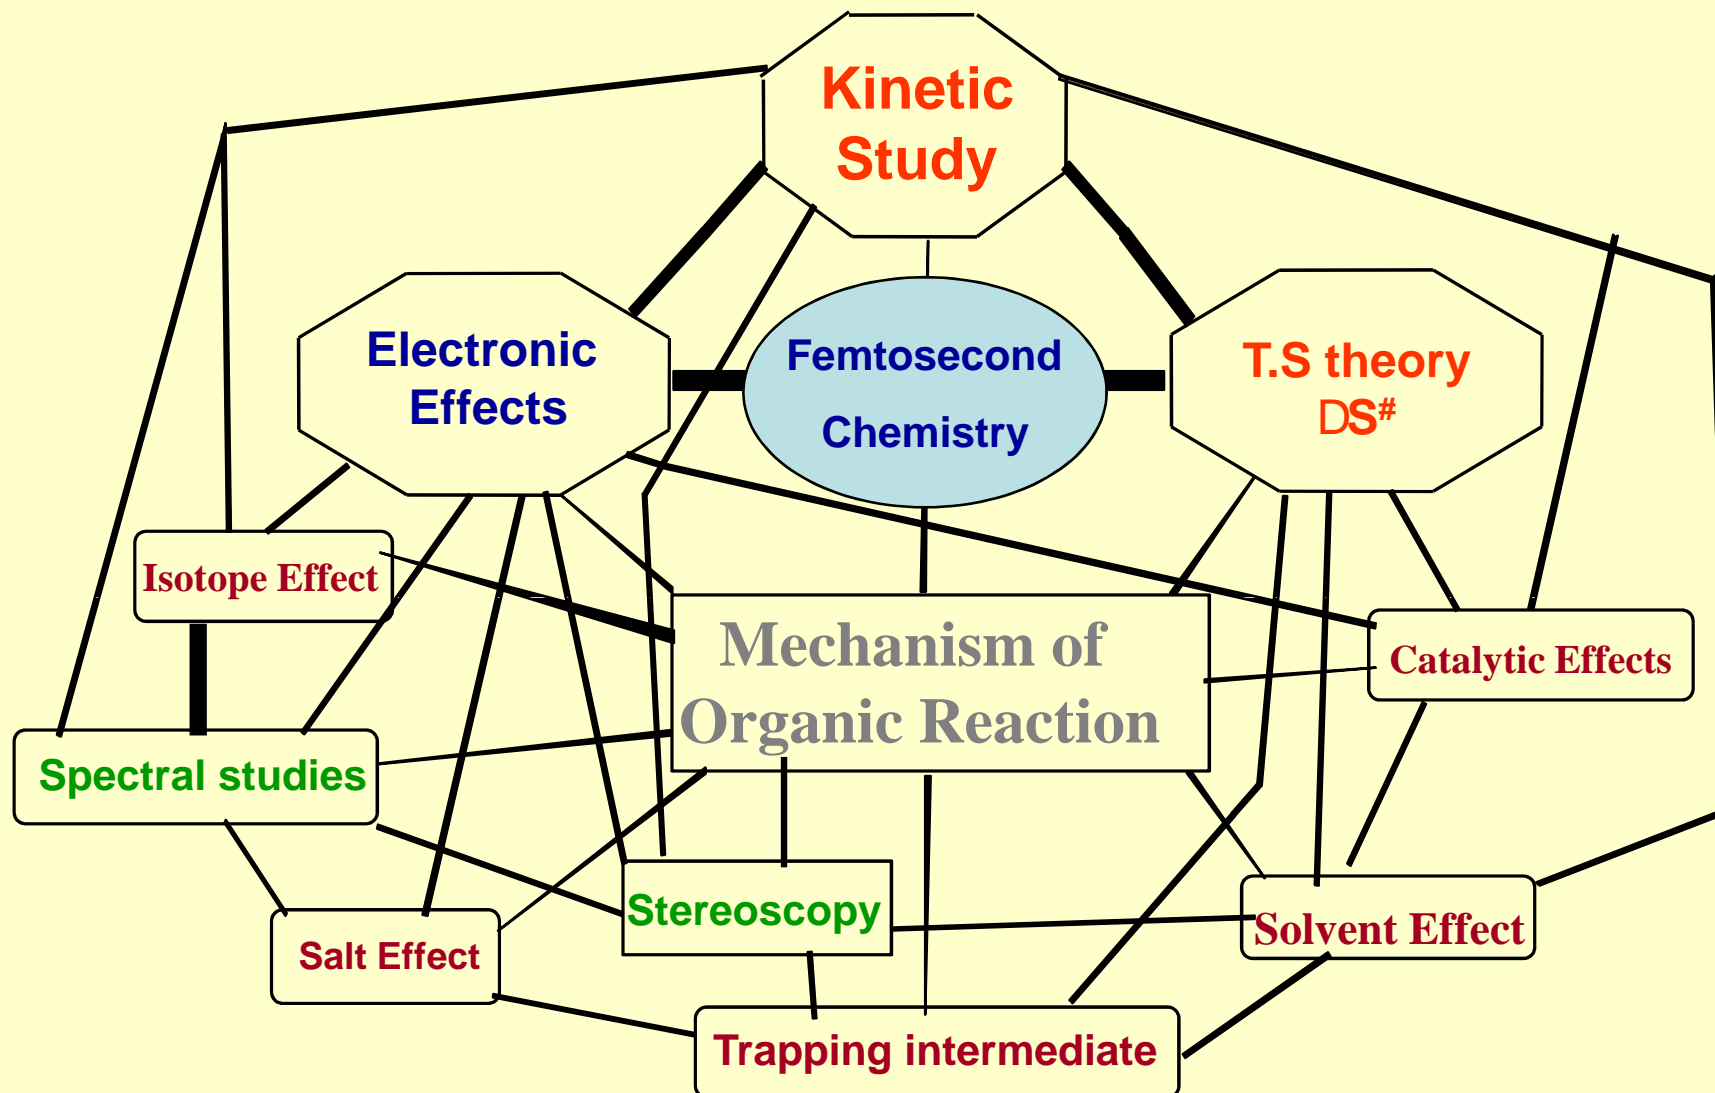 Kinetic
Study
Electronic
Effects
Femtosecond
Chemistry
T.S theory
DS#
Isotope Effect
Mechanism of
Organic Reaction
Catalytic Effects
Spectral studies
Stereoscopy
Salt Effect
Solvent Effect
Trapping intermediate